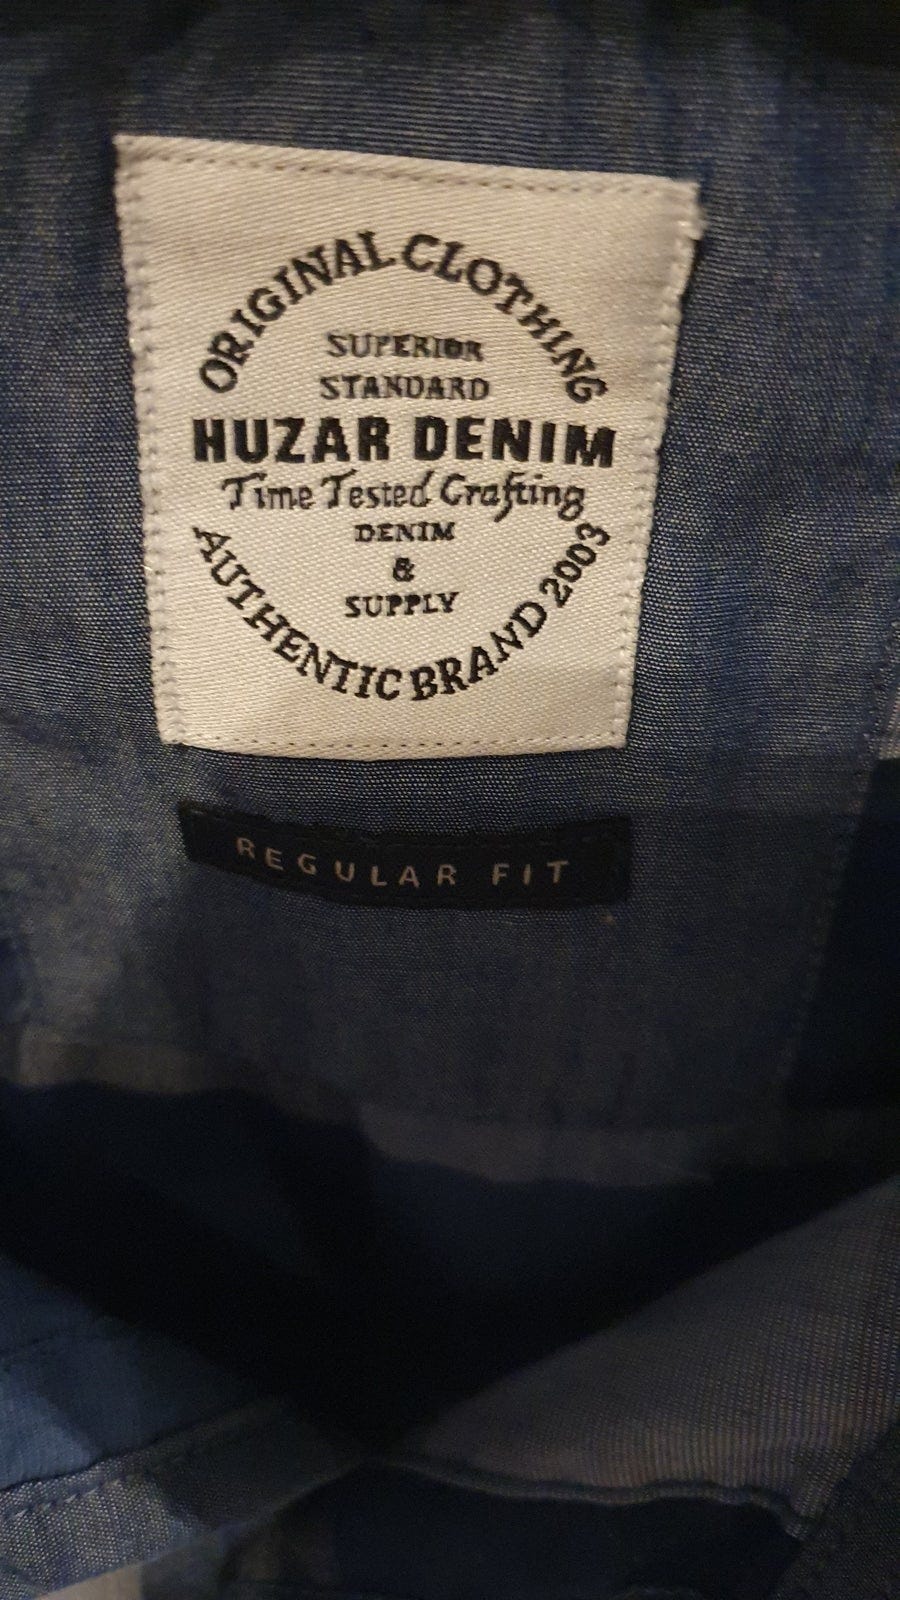 ORIGINAL CLOTHING
SUPERIOR
STANDARD
HUZAR DENIM
Time Tested Crafting
DENIM
&
SUPPLY
AUTHENTIC BRAND 2003
REGULAR FIT